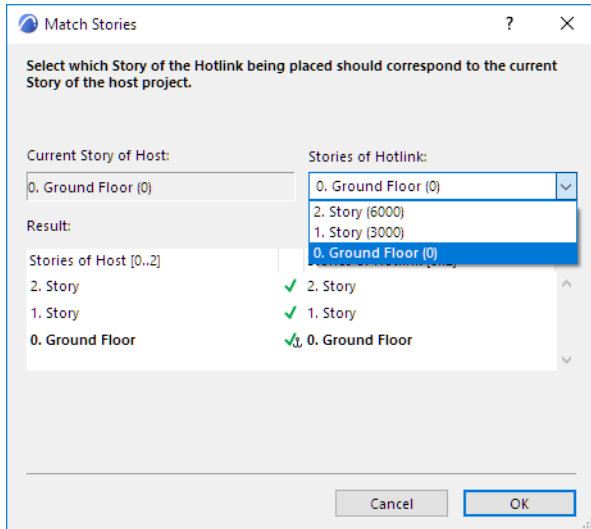 Match Stories
?
Select which Story of the Hotlink being placed should correspond to the current
Story of the host project.
Current Story of Host:
Stories of Hotlink:
0. Ground Floor (0)
0. Ground Floor (0)
2. Story (6000)
1. Story (3000)
0. Ground Floor (0)
Result:
Stories of Host [0..2]
2. Story
2. Story
1. Story
1. Story
0. Ground Floor
0. Ground Floor
Cancel
OK